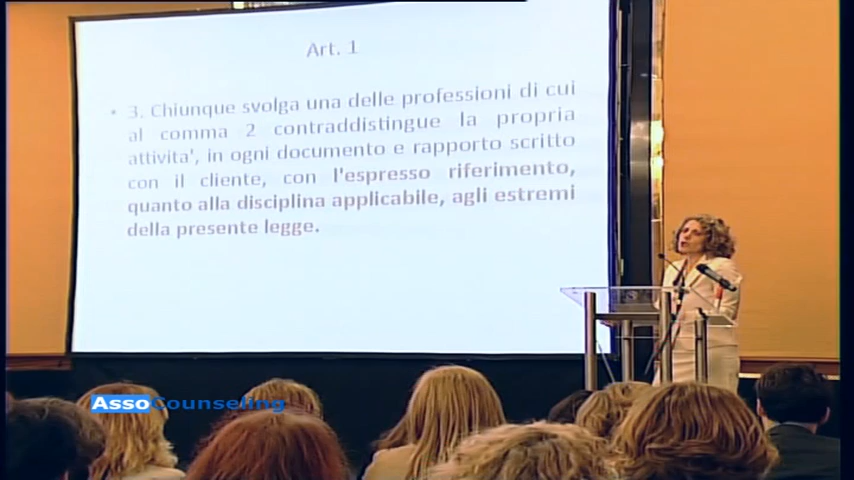 Art. 1
• 3. Chiunque svolga una delle professioni di cui
al comma 2 contraddistingue la propria
attivita', in ogni documento e rapporto scritto
con il cliente, con l'espresso riferimento,
quanto alla disciplina applicabile, agli estremi
della presente legge.
AssoCounseling